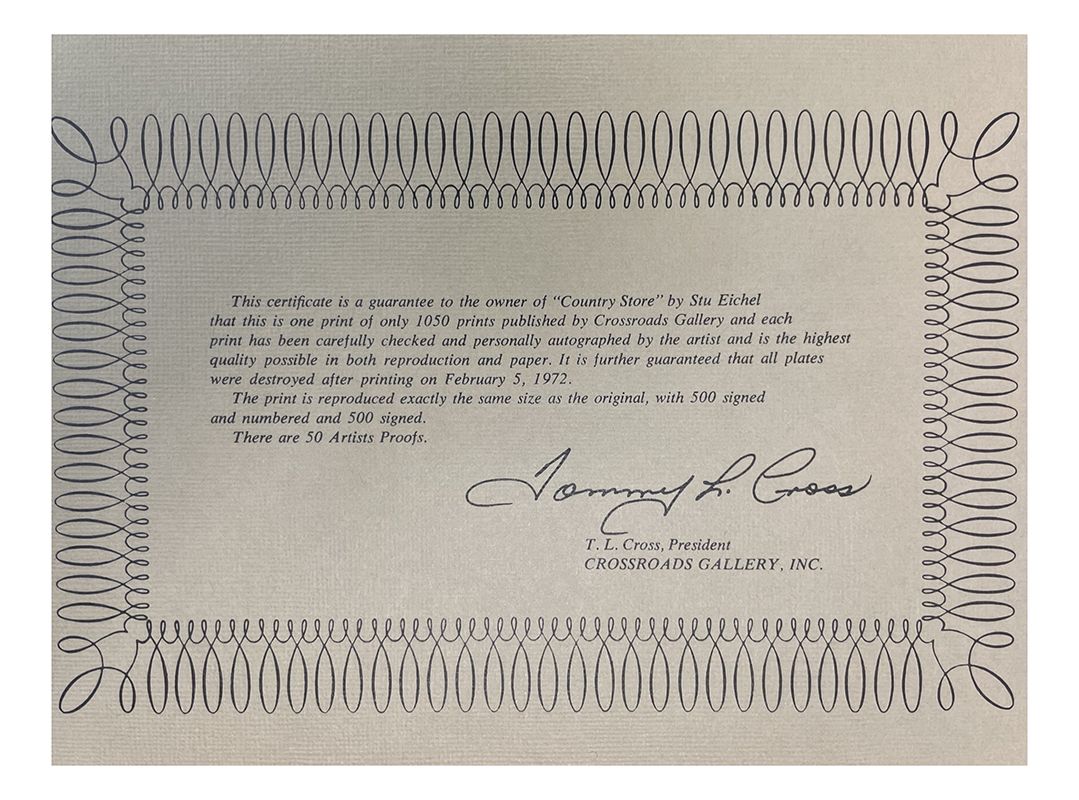 This certificate is a guarantee to the owner of "Country Store" by Stu Eichel
that this is one print of only 1050 prints published by Crossroads Gallery and each
print has been carefully checked and personally autographed by the artist and is the highest
quality possible in both reproduction and paper. It is further guaranteed that all plates
were destroyed after printing on February 5, 1972.
The print is reproduced exactly the same size as the original, with 500 signed
and numbered and 500 signed.
There are 50 Artists Proofs.
Tommy L. Cross
T. L. Cross, President
CROSSROADS GALLERY, INC.